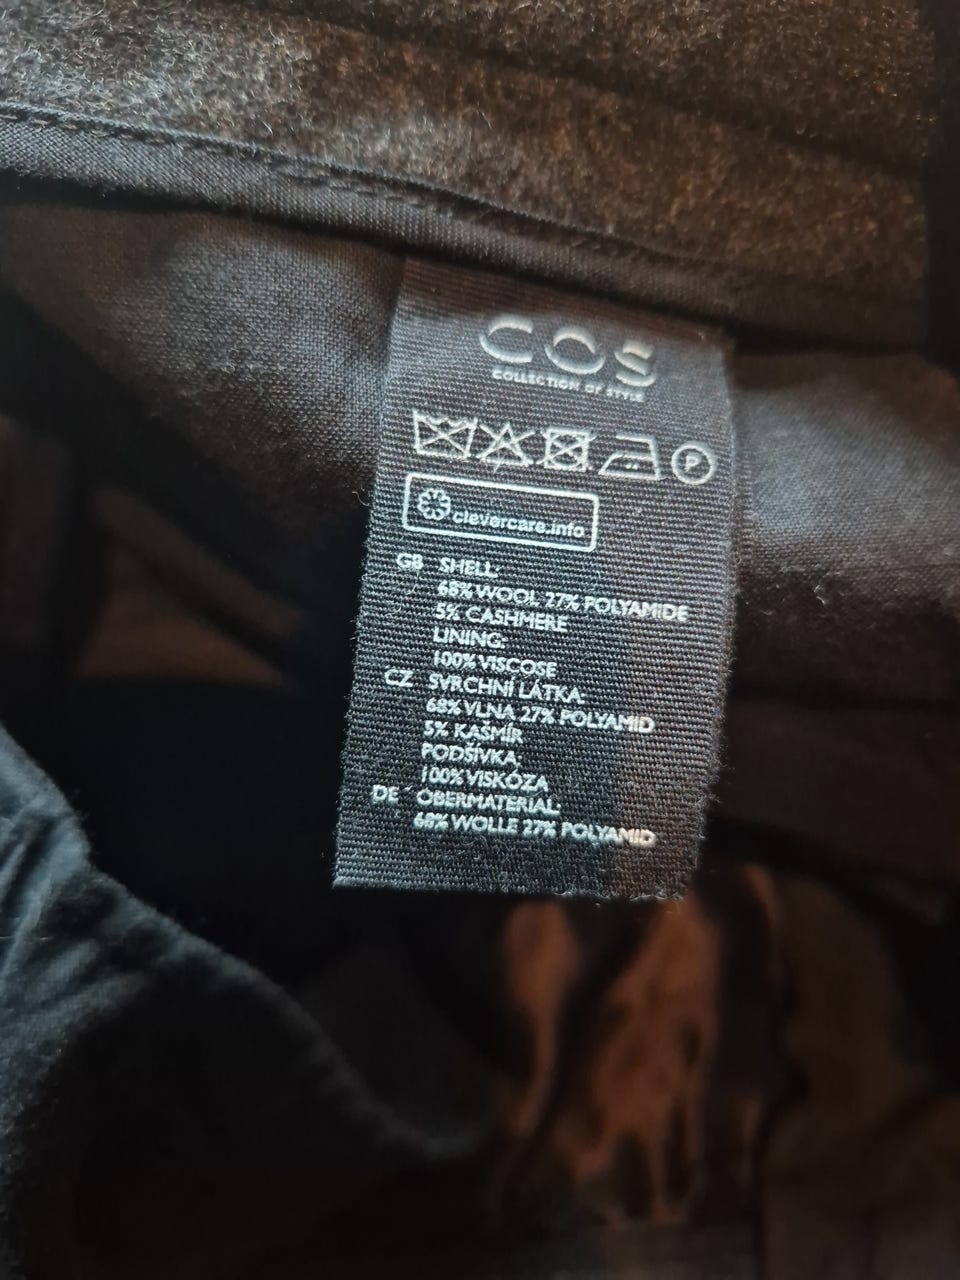 COS
COLLECTION OF STYLE
P
clevercare.info
GB SHELL:
68% WOOL 27% POLYAMIDE
5% CASHMERE
LINING:
100% VISCOSE
CZ SVRCHNÍ LÁTKA
68% VLNA 27% POLYAMID
5% KASMÍR
PODŠÍVKA:
100% VISKÓZA
DE OBERMATERIAL:
68% WOLLE 27% POLYAMID